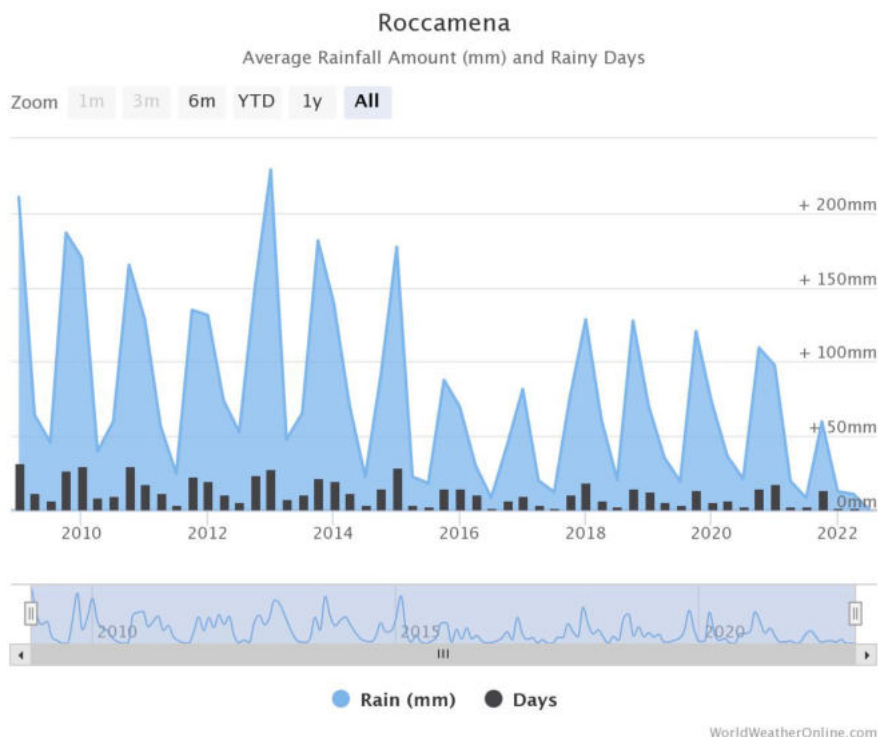 Roccamena
Average Rainfall Amount (mm) and Rainy Days
Zoom 1m 3m 6m YTD 1y All
+ 200mm
+ 150mm
+ 100mm
+ 50mm
0mm
2010 2012 2014 2016 2018 2020 2022
2010 2015 2020
Rain (mm) Days
WorldWeatherOnline.com